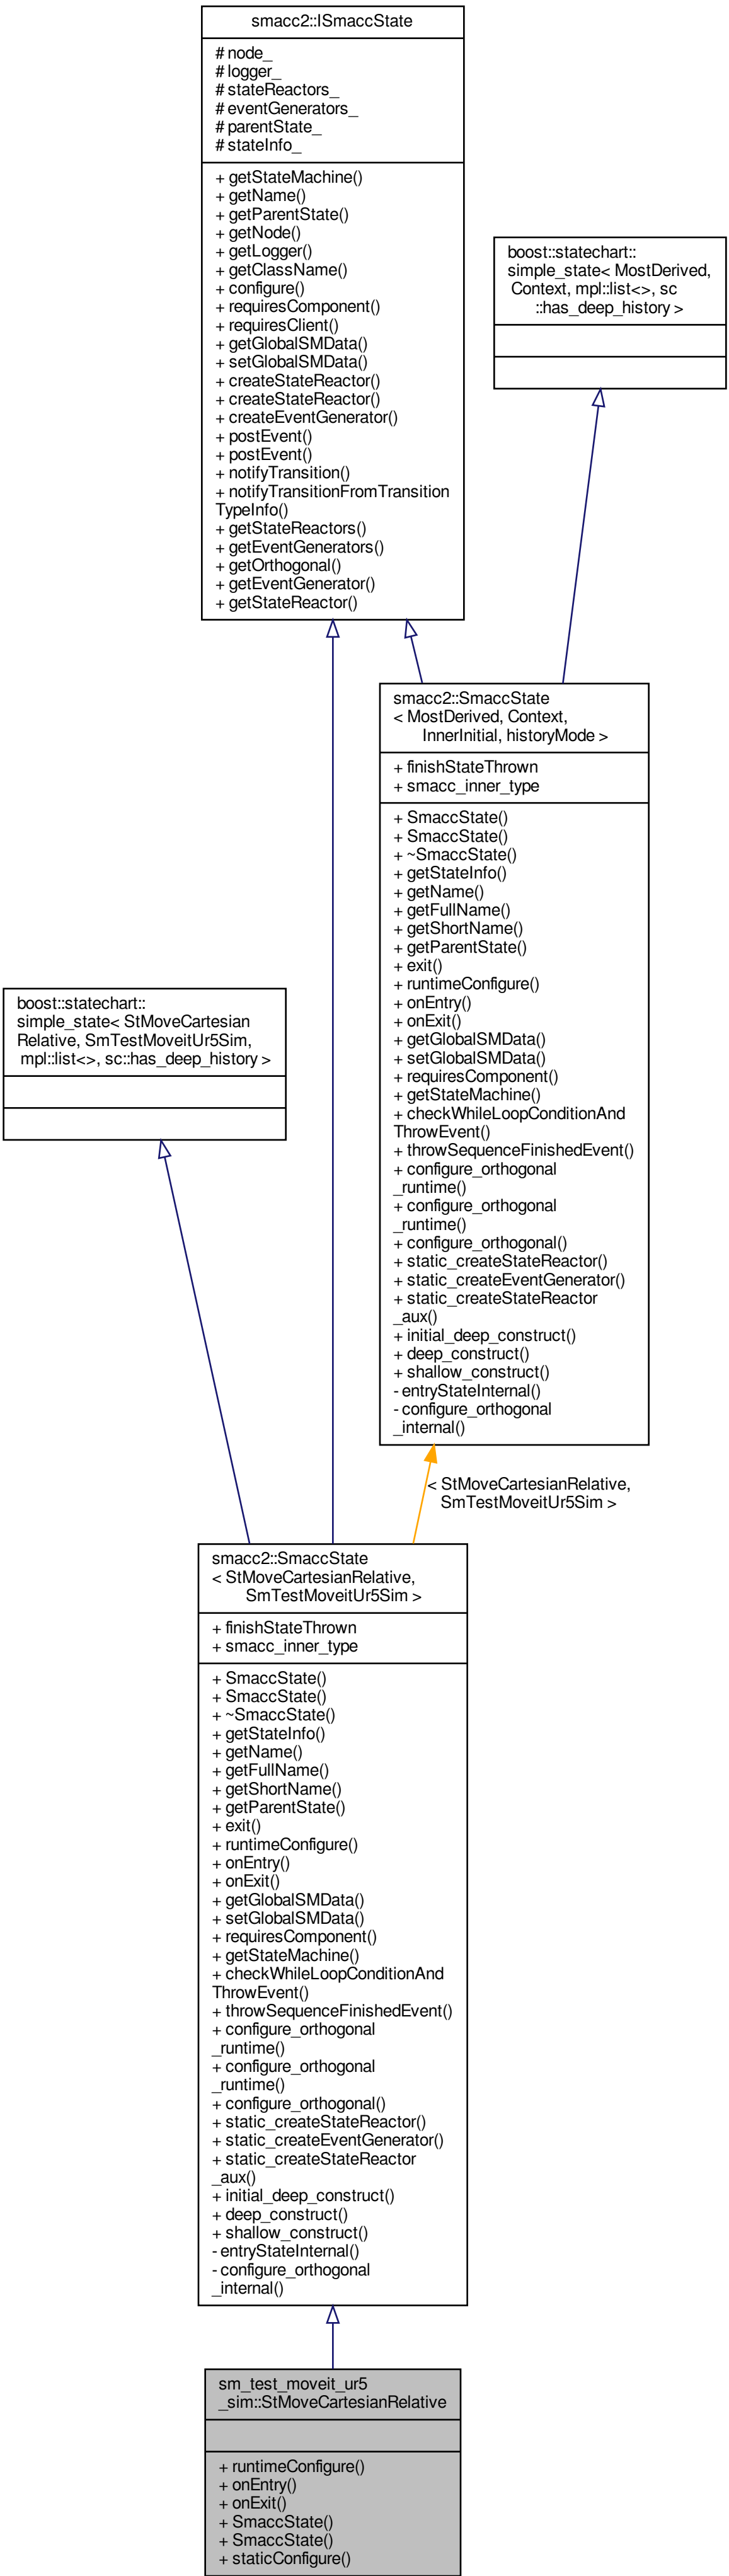 smacc2::ISmaccState
# node_
# logger_
# stateReactors_
# eventGenerators_
# parentState_
# stateInfo_
+ getStateMachine()
+ getName()
+ getParentState()
+ getNode()
+ getLogger()
+ getClassName()
+ configure()
+ requiresComponent()
+ requiresClient()
+ getGlobalSMData()
+ setGlobalSMData()
+ createStateReactor()
+ createStateReactor()
+ createEventGenerator()
+ postEvent()
+ postEvent()
+ notifyTransition()
+ notifyTransitionFromTransition
TypeInfo()
+ getStateReactors()
+ getEventGenerators()
+ getOrthogonal()
+ getEventGenerator()
+ getStateReactor()
boost::statechart::
simple_state< MostDerived,
Context, mpl::list<>, sc
::has_deep_history >
smacc2::SmaccState
< MostDerived, Context,
InnerInitial, historyMode >
+ finishStateThrown
+ smacc_inner_type
+ SmaccState()
+ SmaccState()
+ ~SmaccState()
+ getStateInfo()
+ getName()
+ getFullName()
+ getShortName()
+ getParentState()
+ exit()
+ runtimeConfigure()
+ onEntry()
+ onExit()
+ getGlobalSMData()
+ setGlobalSMData()
+ requiresComponent()
+ getStateMachine()
+ checkWhileLoopConditionAnd
ThrowEvent()
+ throwSequenceFinishedEvent()
+ configure_orthogonal
_runtime()
+ configure_orthogonal
_runtime()
+ configure_orthogonal()
+ static_createStateReactor()
+ static_createEventGenerator()
+ static_createStateReactor
_aux()
+ initial_deep_construct()
+ deep_construct()
+ shallow_construct()
- entryStateInternal()
- configure_orthogonal
_internal()
boost::statechart::
simple_state< StMoveCartesian
Relative, SmTestMoveitUr5Sim,
mpl::list<>, sc::has_deep_history >
< StMoveCartesianRelative,
SmTestMoveitUr5Sim >
smacc2::SmaccState
< StMoveCartesianRelative,
SmTestMoveitUr5Sim >
+ finishStateThrown
+ smacc_inner_type
+ SmaccState()
+ SmaccState()
+ ~SmaccState()
+ getStateInfo()
+ getName()
+ getFullName()
+ getShortName()
+ getParentState()
+ exit()
+ runtimeConfigure()
+ onEntry()
+ onExit()
+ getGlobalSMData()
+ setGlobalSMData()
+ requiresComponent()
+ getStateMachine()
+ checkWhileLoopConditionAnd
ThrowEvent()
+ throwSequenceFinishedEvent()
+ configure_orthogonal
_runtime()
+ configure_orthogonal
_runtime()
+ configure_orthogonal()
+ static_createStateReactor()
+ static_createEventGenerator()
+ static_createStateReactor
_aux()
+ initial_deep_construct()
+ deep_construct()
+ shallow_construct()
- entryStateInternal()
- configure_orthogonal
_internal()
sm_test_moveit_ur5
_sim::StMoveCartesianRelative
+ runtimeConfigure()
+ onEntry()
+ onExit()
+ SmaccState()
+ SmaccState()
+ staticConfigure()